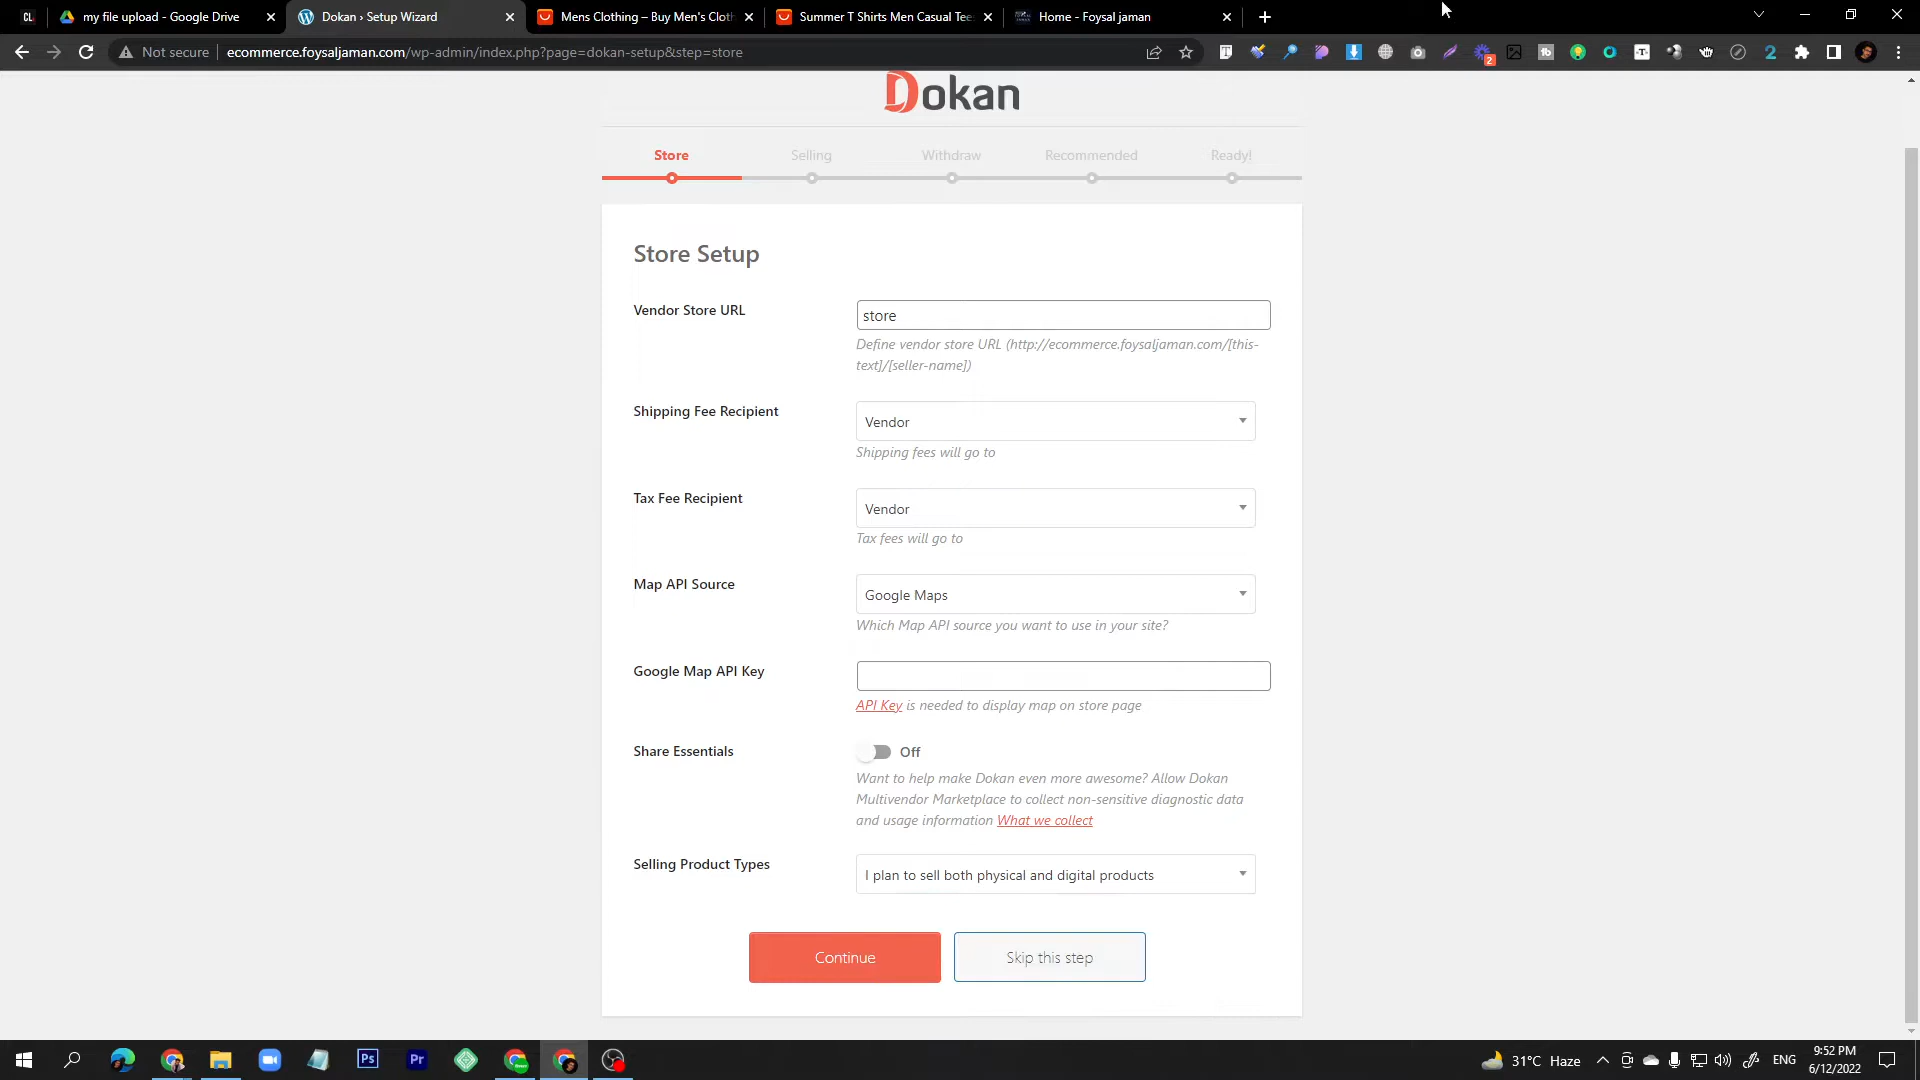 my file upload - Google Drive
Dokan › Setup Wizard
Mens Clothing – Buy Men's Cloth
Summer T Shirts Men Casual Tee
Home - Foysal jaman
Not secure
ecommerce.foysaljaman.com/wp-admin/index.php?page=dokan-setup&step=store
Dokan
Store
Selling
Withdraw
Recommended
Ready!
Store Setup
Vendor Store URL
store
Define vendor store URL (http://ecommerce.foysaljaman.com/[this-
text]/[seller-name])
Shipping Fee Recipient
Vendor
Shipping fees will go to
Tax Fee Recipient
Vendor
Tax fees will go to
Map API Source
Google Maps
Which Map API source you want to use in your site?
Google Map API Key
API Key is needed to display map on store page
Share Essentials
Off
Want to help make Dokan even more awesome? Allow Dokan
Multivendor Marketplace to collect non-sensitive diagnostic data
and usage information What we collect
Selling Product Types
I plan to sell both physical and digital products
Continue
Skip this step
Ps
Pr
31°C Haze
ENG
9:52 PM
6/12/2022